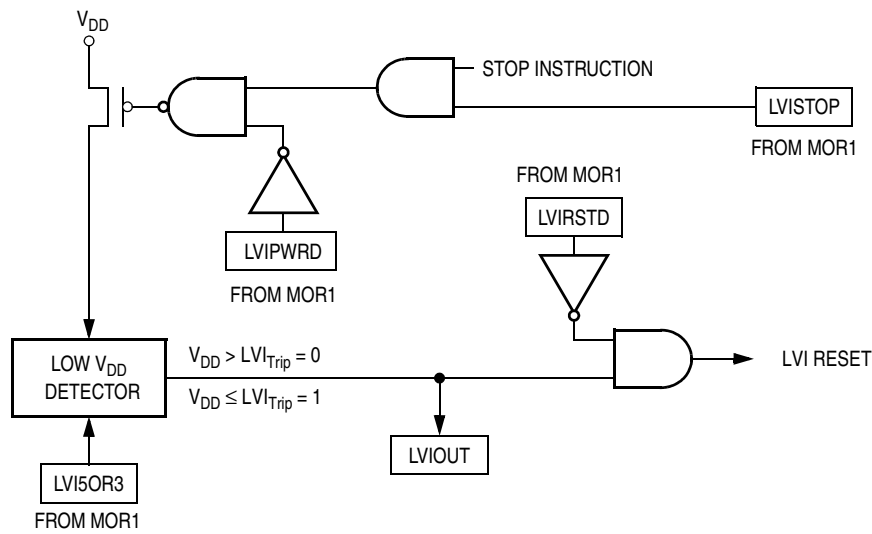 VDD
STOP INSTRUCTION
LVISTOP
FROM MOR1
FROM MOR1
LVIRSTD
LVIPWRD
FROM MOR1
LOW VDD
DETECTOR
VDD > LVITrip = 0
VDD ≤ LVITrip = 1
LVI RESET
LVIOUT
LVI5OR3
FROM MOR1